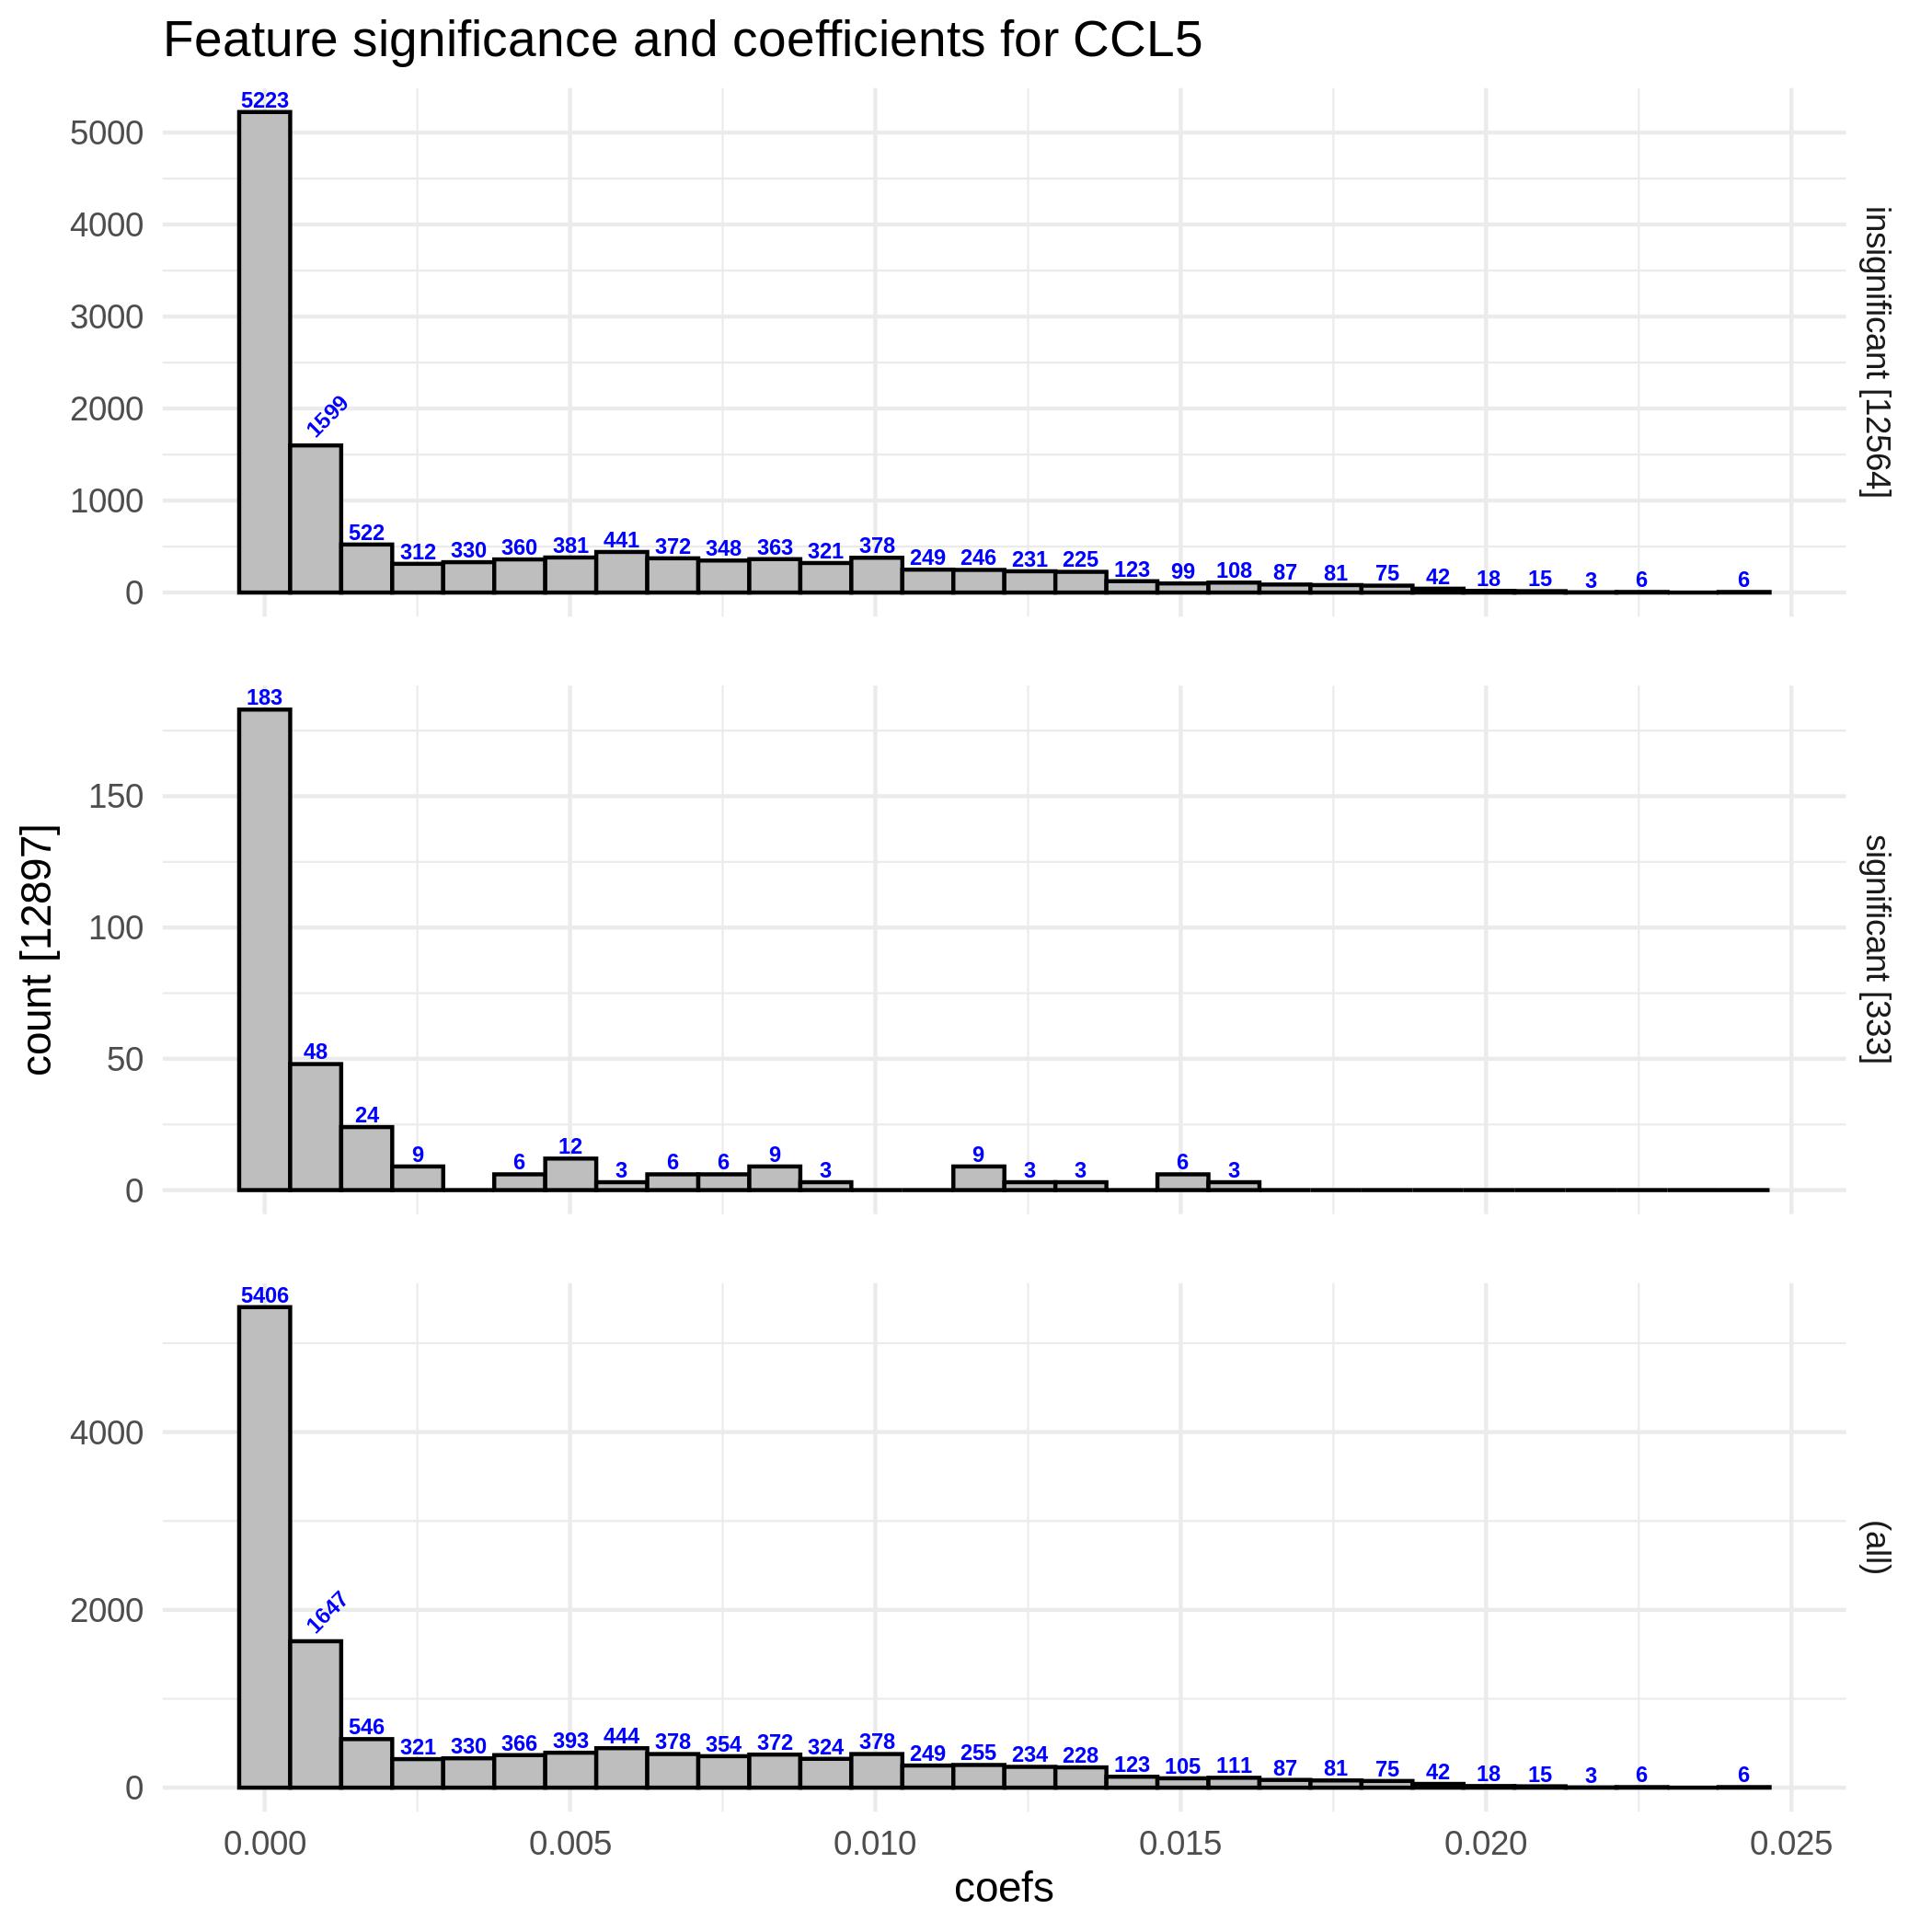 Feature significance and coefficients for CCL5
5223
5000
4000
3000
2000
1000
0
1599
522 312 330 360 381 441 372 348 363 321 378 249 246 231 225 123 99 108 87 81 75 42 18 15 3 6 6
insignificant [12564]
count [12897]
183
150
100
50
0
48
24
9 6 12 3 6 6 9 3 9 3 3 6 3
significant [333]
5406
4000
2000
0
1647
546 321 330 366 393 444 378 354 372 324 378 249 255 234 228 123 105 111 87 81 75 42 18 15 3 6 6
(all)
0.000 0.005 0.010 0.015 0.020 0.025
coefs